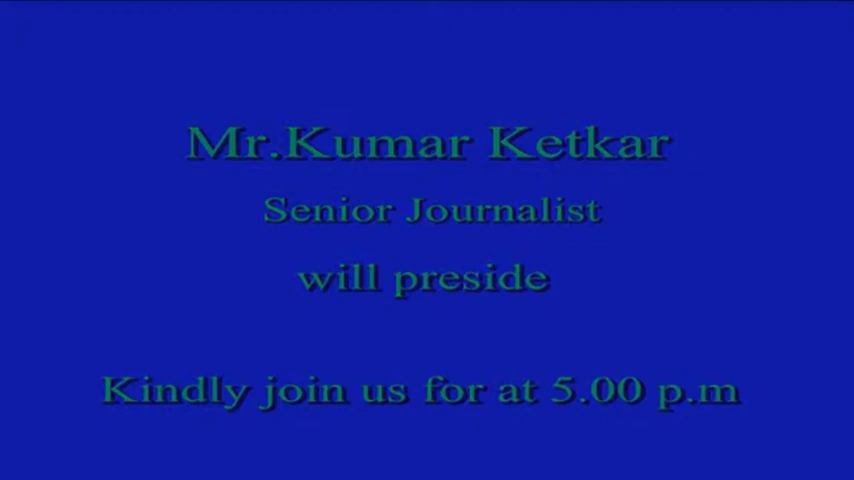 Mr.Kumar Ketkar
Senior Journalist
will preside
Kindly join us for at 5.00 p.m